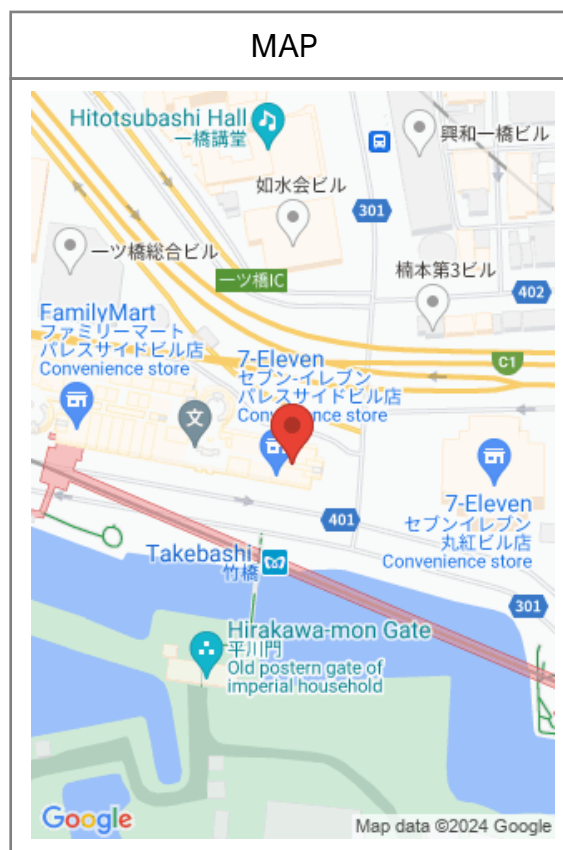 MAP
Hitotsubashi Hall
一橋講堂
興和一橋ビル
如水会ビル
301
一ツ橋総合ビル
楠本第3ビル
一ツ橋IC
402
FamilyMart
ファミリーマート
パレスサイドビル店
Convenience store
7-Eleven
セブン-イレブン
パレスサイドビル店
Convenience store
C1
文
401
7-Eleven
セブンイレブン
丸紅ビル店
Convenience store
Takebashi
竹橋
301
Hirakawa-mon Gate
平川門
Old postern gate of
imperial household
Google
Map data ©2024 Google